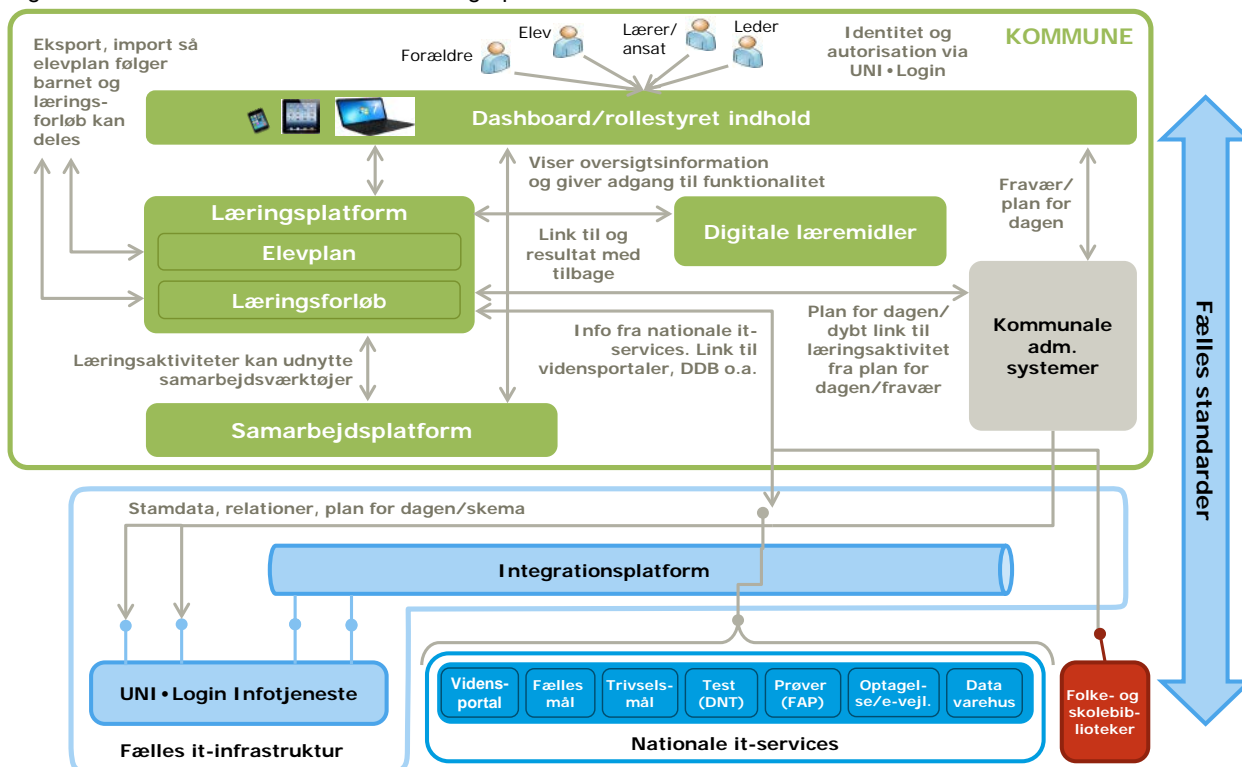 Eksport, import så
elevplan følger
barnet og
lærings-
forløb kan
deles
Forældre
Elev
Lærer/
ansat
Leder
Identitet og
autorisation via
UNI•Login
KOMMUNE
Dashboard/rollestyret indhold
Viser oversigtsinformation
og giver adgang til funktionalitet
Fravær/
plan for
dagen
Læringsplatform
Elevplan
Læringsforløb
Link til og
resultat med
tilbage
Digitale læremidler
Læringsaktiviteter kan udnytte
samarbejdsværktøjer
Info fra nationale it-
services. Link til
vidensportaler, DDB o.a.
Plan for dagen/
dybt link til
læringsaktivitet
fra plan for
dagen/fravær
Kommunale
adm.
systemer
Samarbejdsplatform
Fælles standarder
Stamdata, relationer, plan for dagen/skema
Integrationsplatform
UNI•Login Infotjeneste
Fælles it-infrastruktur
Videns-
portal
Fælles
mål
Trivsels-
mål
Test
(DNT)
Prøver
(FAP)
Optagel-
se/e-vejl.
Data
varehus
Nationale it-services
Folke- og
skolebib-
lioteker